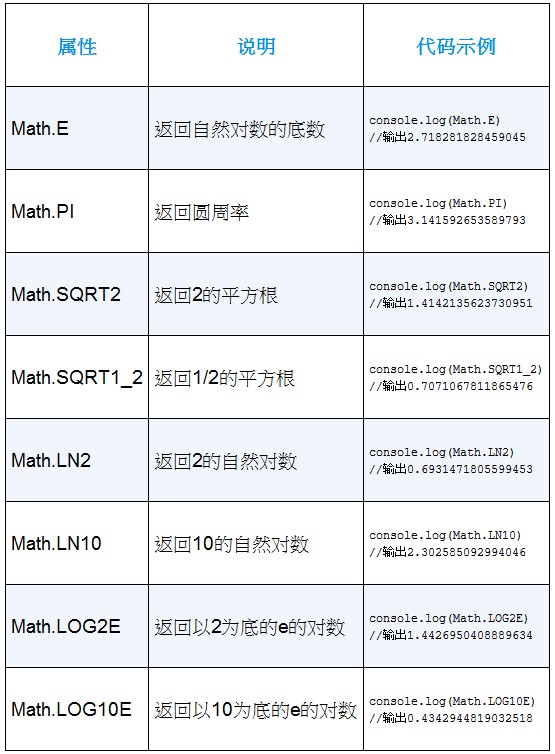 属性 说明 代码示例
Math.E 返回自然对数的底数 console.log(Math.E)
//输出2.718281828459045
Math.PI 返回圆周率 console.log(Math.PI)
//输出3.141592653589793
Math.SQRT2 返回2的平方根 console.log(Math.SQRT2)
//输出1.4142135623730951
Math.SQRT1_2 返回1/2的平方根 console.log(Math.SQRT1_2)
//输出0.7071067811865476
Math.LN2 返回2的自然对数 console.log(Math.LN2)
//输出0.6931471805599453
Math.LN10 返回10的自然对数 console.log(Math.LN10)
//输出2.302585092994046
Math.LOG2E 返回以2为底的e的对数 console.log(Math.LOG2E)
//输出1.4426950408889634
Math.LOG10E 返回以10为底的e的对数 console.log(Math.LOG10E)
//输出0.4342944819032518